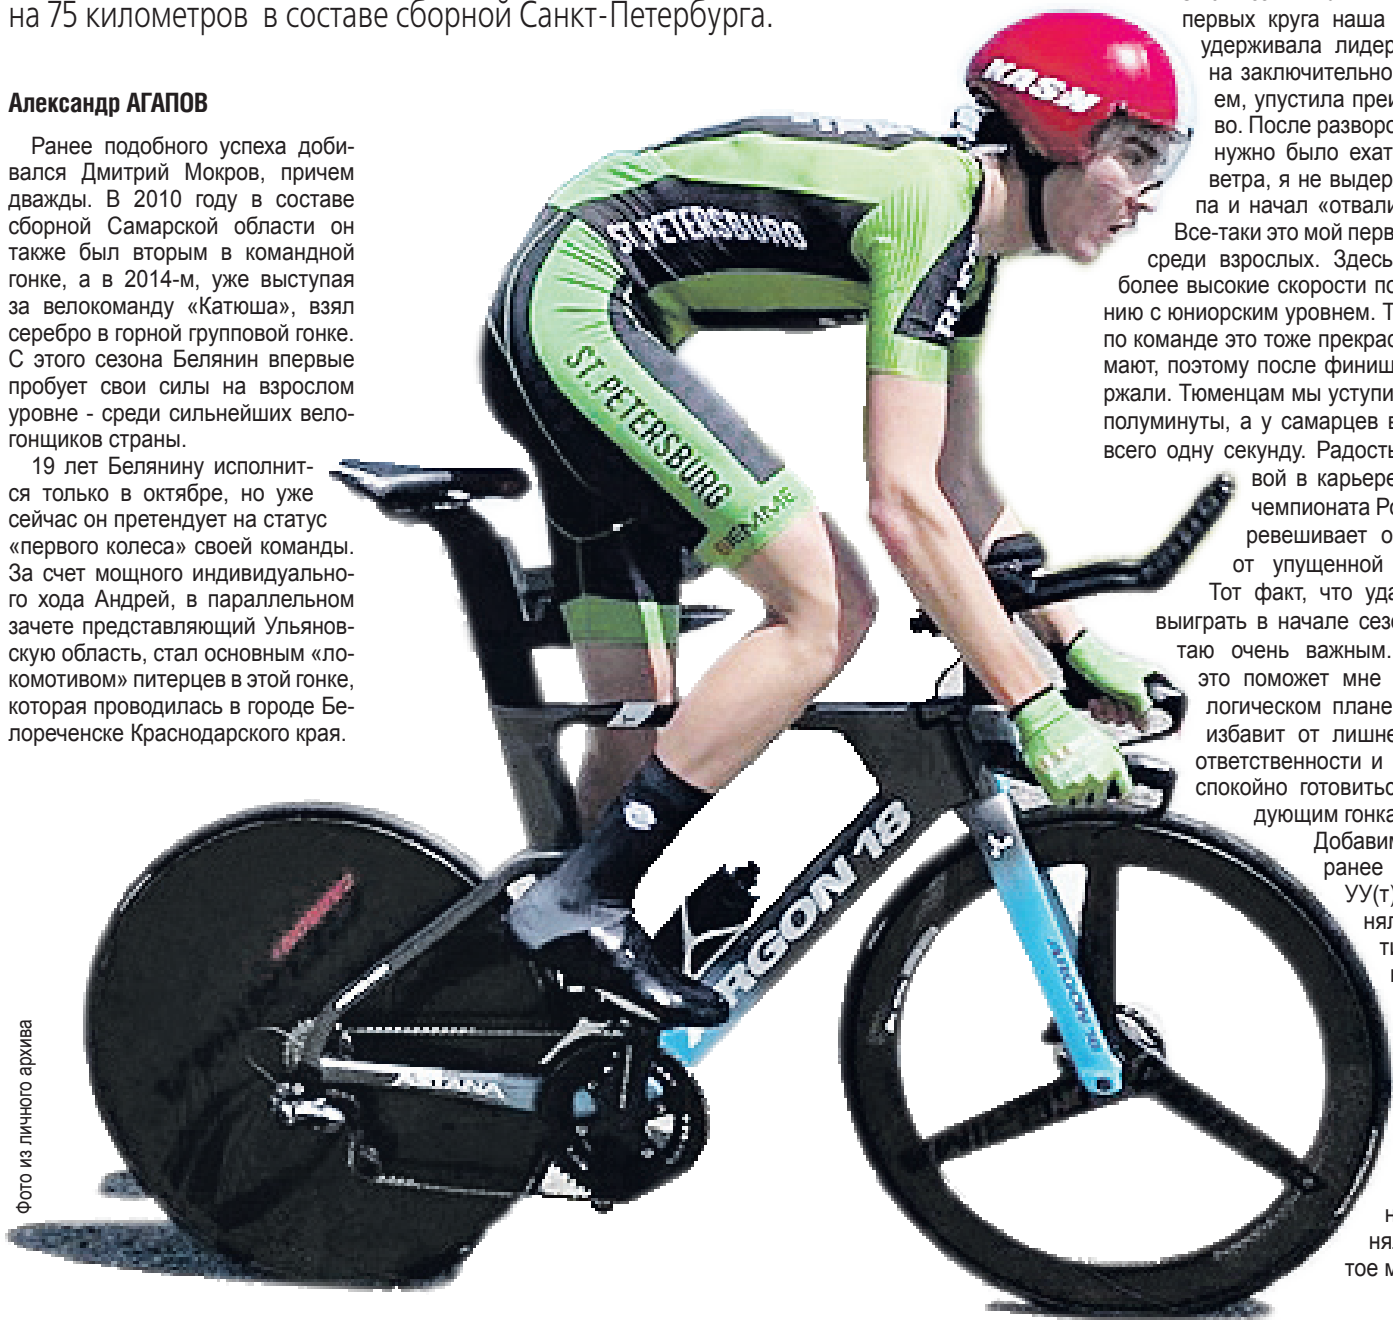 на 75 километров в составе сборной Санкт-Петербурга.
Александр АГАПОВ
Ранее подобного успеха доби-
вался Дмитрий Мокров, причем
дважды. В 2010 году в составе
сборной Самарской области он
также был вторым в командной
гонке, а в 2014-м, уже выступая
за велокоманду «Катюша», взял
серебро в горной групповой гонке.
С этого сезона Белянин впервые
пробует свои силы на взрослом
уровне - среди сильнейших вело-
гонщиков страны.
19 лет Белянину исполнит-
ся только в октябре, но уже
сейчас он претендует на статус
«первого колеса» своей команды.
За счет мощного индивидуально-
го хода Андрей, в параллельном
зачете представляющий Ульянов-
скую область, стал основным «ло-
комотивом» питерцев в этой гонке,
которая проводилась в городе Бе-
лореченске Краснодарского края.
Фото из личного архива
первых круга наша
удерживала лидер
на заключительно
ем, упустила преи
во. После разворо
нужно было ехат
ветра, я не выдер
па и начал «отвали
Все-таки это мой перв
среди взрослых. Здесь
более высокие скорости по
нию с юниорским уровнем. Т
по команде это тоже прекрас
мают, поэтому после финиш
ржали. Тюменцам мы уступи
полуминуты, а у самарцев в
всего одну секунду. Радость
вой в карьере
чемпионата Ро
ревешивает о
от упущенной
Тот факт, что уда
выиграть в начале сезо
таю очень важным.
это поможет мне
логическом плане
избавит от лишне
ответственности и
спокойно готовитьс
дующим гонка
Добавим
ранее
УУ(т)
нял
ти
н
ня
тое м
KASK
ST.PETERSBURG
ST.PETERSBURG
BIEMME
ARGON 18
ARGON 18
ASTANA